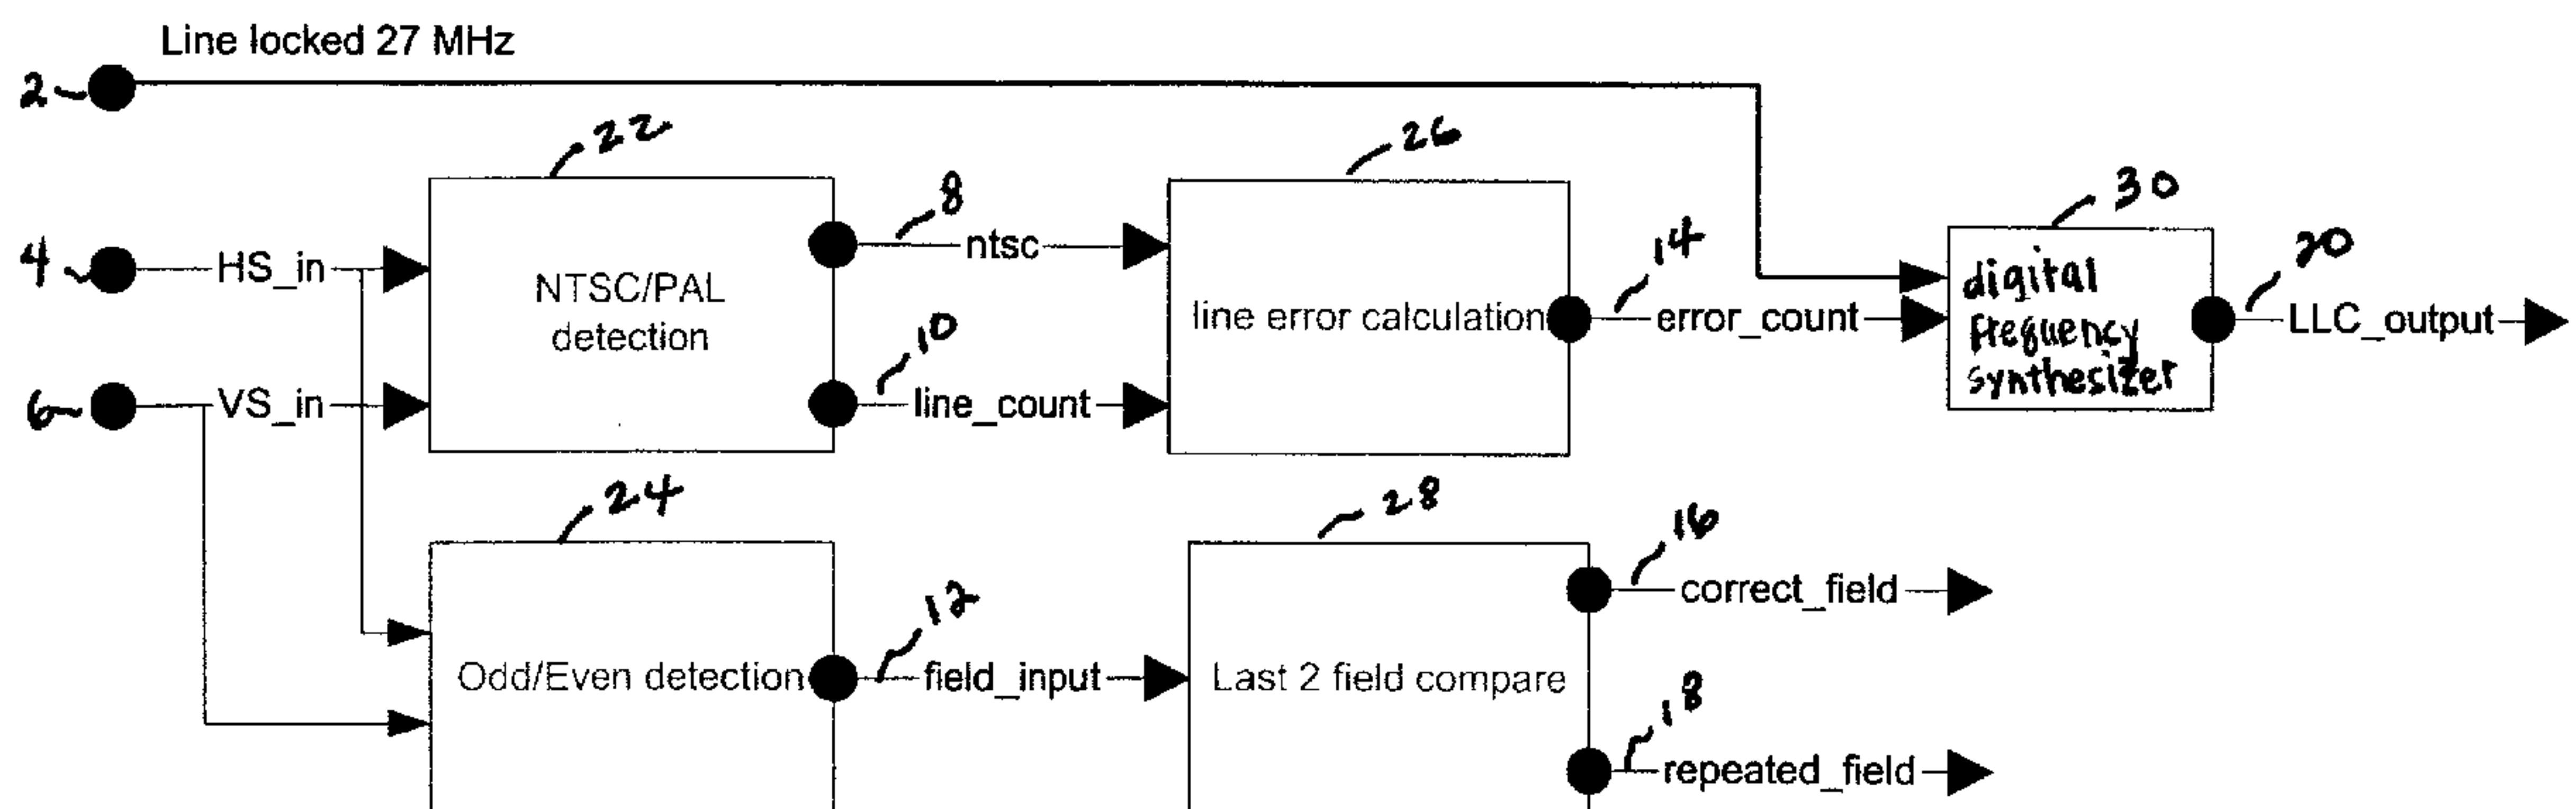 Line locked 27 MHz
2
22
26
8
30
4
HS_in
NTSC/PAL
detection
ntsc
line error calculation
14
error_count
digital
frequency
synthesizer
20
LLC_output
6
VS_in
10
line_count
24
28
16
correct_field
12
Odd/Even detection
field_input
Last 2 field compare
18
repeated_field